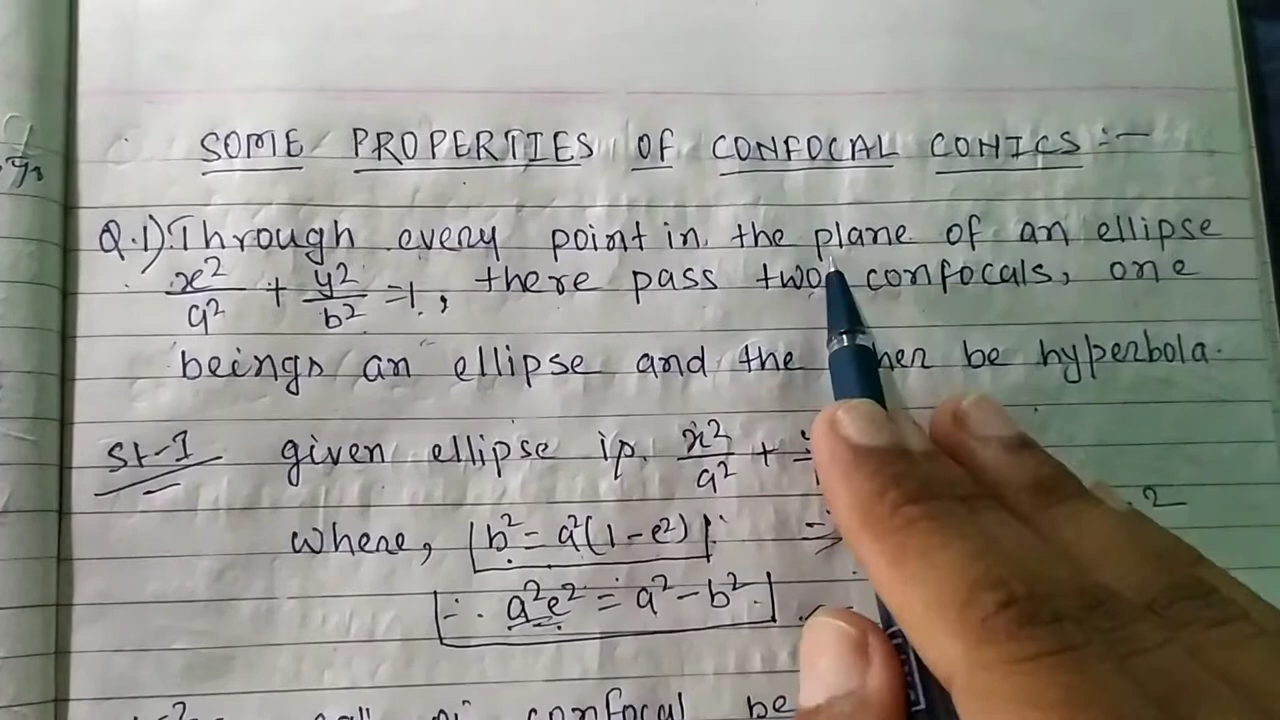 SOME PROPERTIES OF CONFOCAL CONICS :-
Q.1) Through every point in the plane of an ellipse
x²/a² + y²/b² = 1, there pass two confocals, one
beings an ellipse and the be hyperbola.
given ellipse is x²/a² +
where, b² = a²(1-e²) ⇒
∴ a²e² = a² - b²
confocal be